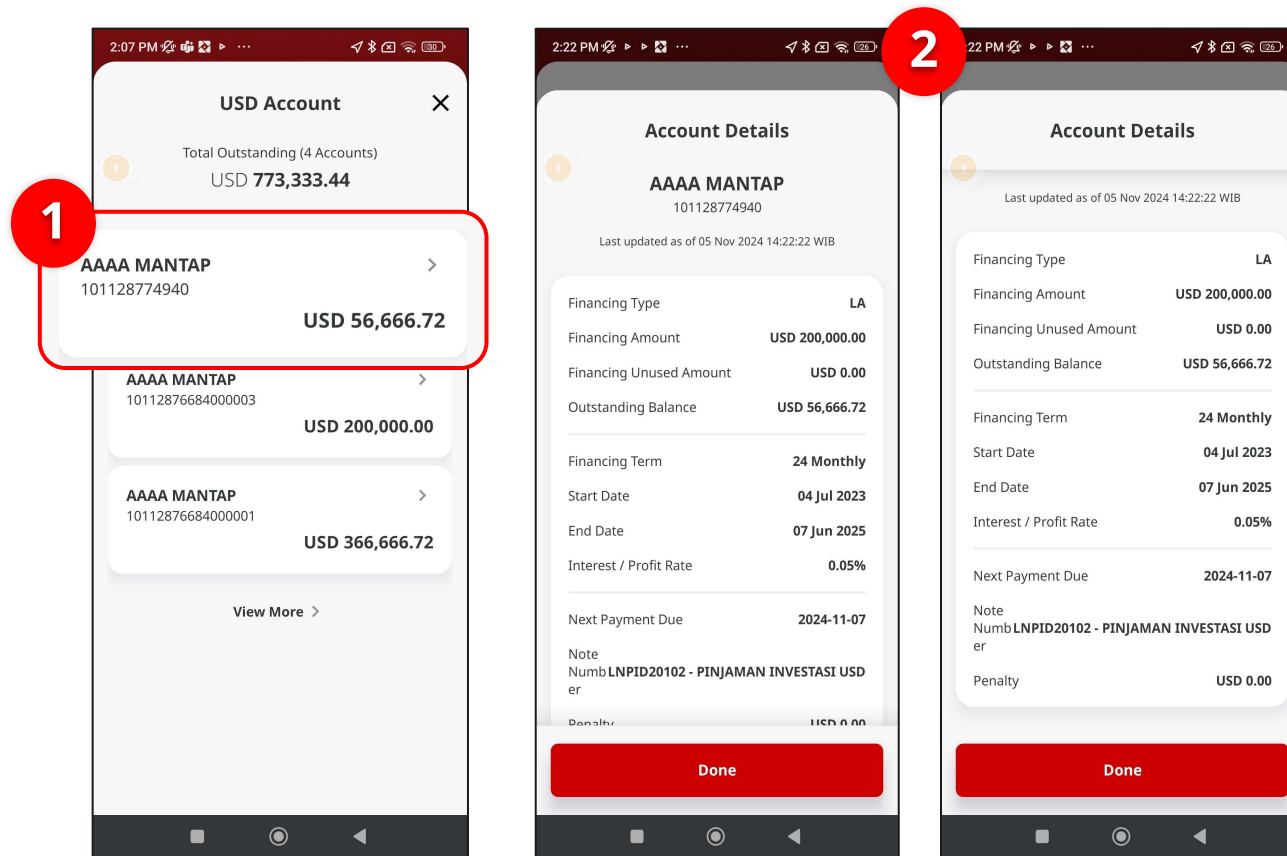 1
2:07 PM
30
USD Account
Total Outstanding (4 Accounts)
USD 773,333.44
AAAA MANTAP
101128774940
USD 56,666.72
AAAA MANTAP
10112876684000003
USD 200,000.00
AAAA MANTAP
10112876684000001
USD 366,666.72
View More
2
2:22 PM
26
Account Details
AAAA MANTAP
101128774940
Last updated as of 05 Nov 2024 14:22:22 WIB
Financing Type LA
Financing Amount USD 200,000.00
Financing Unused Amount USD 0.00
Outstanding Balance USD 56,666.72
Financing Term 24 Monthly
Start Date 04 Jul 2023
End Date 07 Jun 2025
Interest / Profit Rate 0.05%
Next Payment Due 2024-11-07
Note
Numb LNPID20102 - PINJAMAN INVESTASI USD
er
Penalty USD 0.00
Done
:22 PM
26
Account Details
Last updated as of 05 Nov 2024 14:22:22 WIB
Financing Type LA
Financing Amount USD 200,000.00
Financing Unused Amount USD 0.00
Outstanding Balance USD 56,666.72
Financing Term 24 Monthly
Start Date 04 Jul 2023
End Date 07 Jun 2025
Interest / Profit Rate 0.05%
Next Payment Due 2024-11-07
Note
Numb LNPID20102 - PINJAMAN INVESTASI USD
er
Penalty USD 0.00
Done